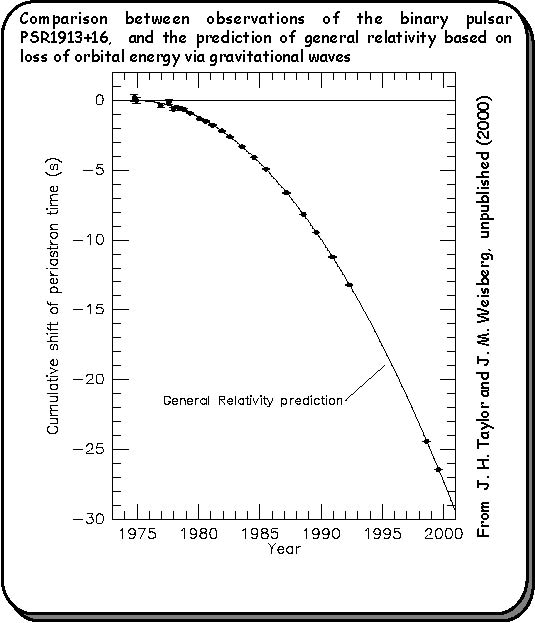 Comparison between observations of the binary pulsar
PSR1913+16, and the prediction of general relativity based on
loss of orbital energy via gravitational waves
0
−5
−10
−15
−20
−25
−30
Cumulative shift of periastron time (s)
General Relativity prediction
1975 1980 1985 1990 1995 2000
Year
From J. H. Taylor and J. M. Weisberg, unpublished (2000)